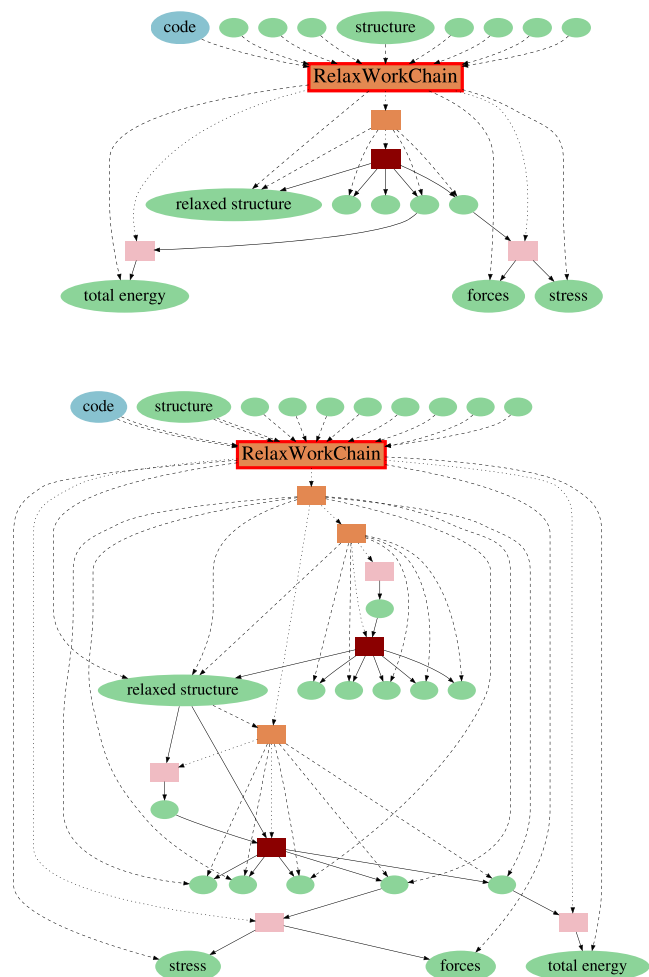 code
structure
RelaxWorkChain
relaxed structure
total energy
forces
stress
code
structure
RelaxWorkChain
relaxed structure
stress
forces
total energy